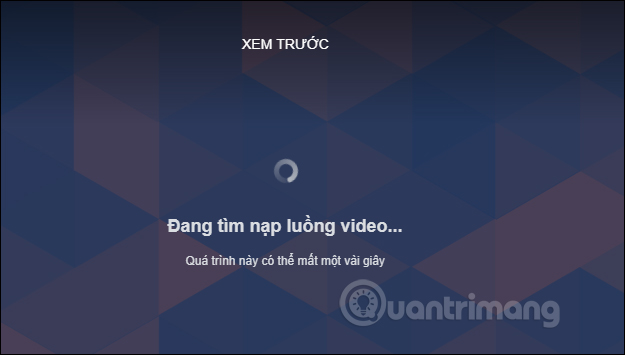 XEM TRƯỚC
Đang tìm nạp luồng video...
Quá trình này có thể mất một vài giây
Quantrimang